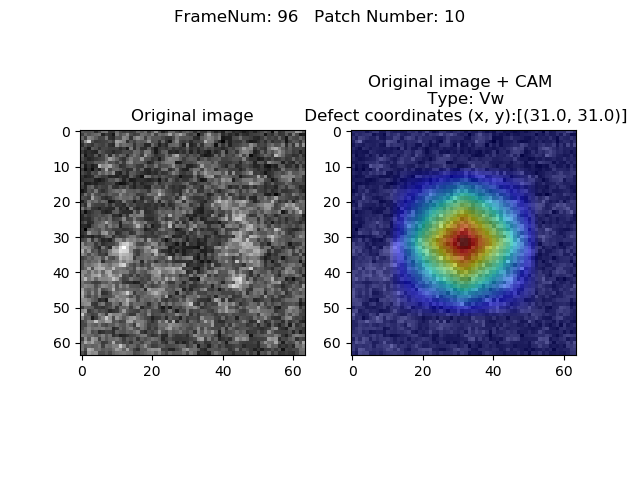 FrameNum: 96   Patch Number: 10
Original image
Original image + CAM
Type: Vw
Defect coordinates (x, y):[(31.0, 31.0)]
0
10
20
30
40
50
60
0 20 40 60
0
10
20
30
40
50
60
0 20 40 60